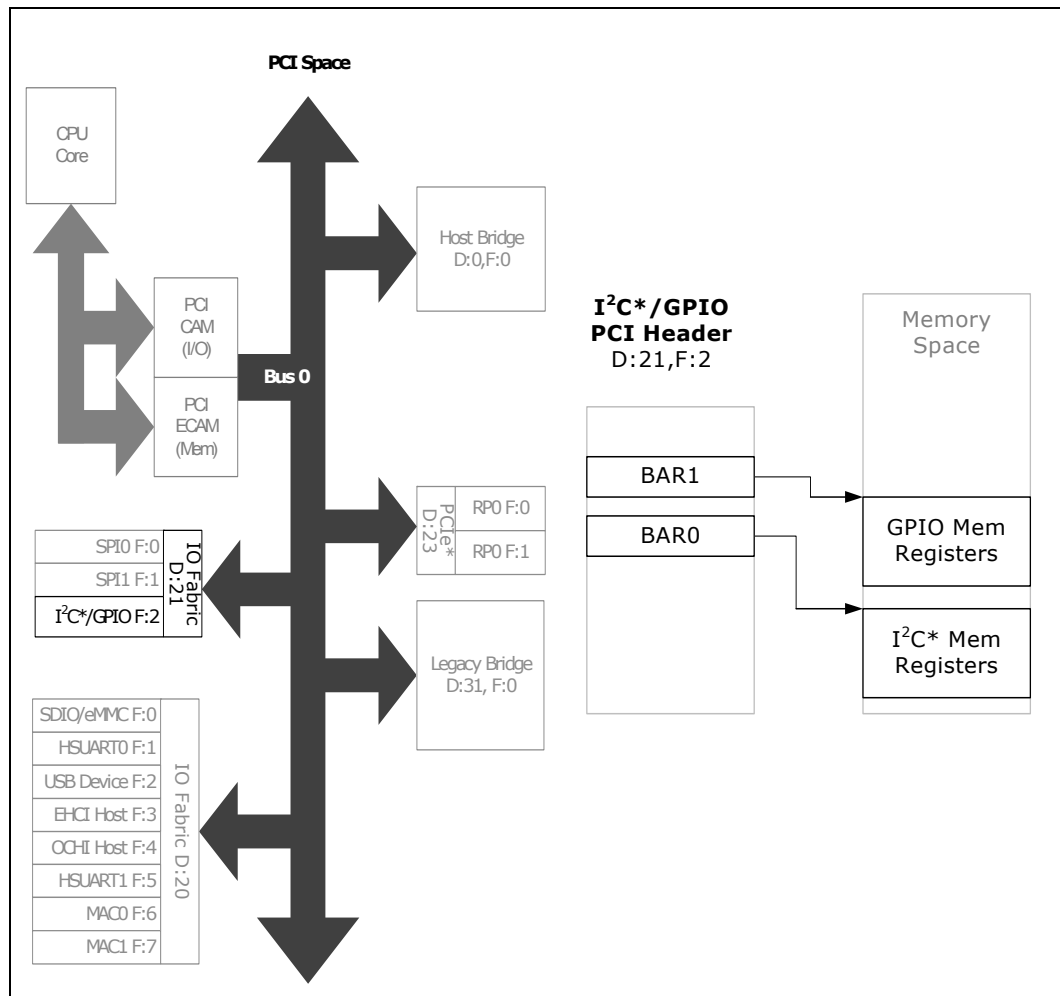 PCI Space
CPU
Core
Host Bridge
D:0,F:0
PCI
CAM
(I/O)
Bus 0
PCI
ECAM
(Mem)
I²C*/GPIO
PCI Header
D:21,F:2
Memory
Space
BAR1
BAR0
GPIO Mem
Registers
I²C* Mem
Registers
PCIe*
D:23
RP0 F:0
RP0 F:1
SPI0 F:0
SPI1 F:1
I²C*/GPIO F:2
IO Fabric
D:21
Legacy Bridge
D:31, F:0
SDIO/eMMC F:0
HSUART0 F:1
USB Device F:2
EHCI Host F:3
OCHI Host F:4
HSUART1 F:5
MAC0 F:6
MAC1 F:7
IO Fabric D:20